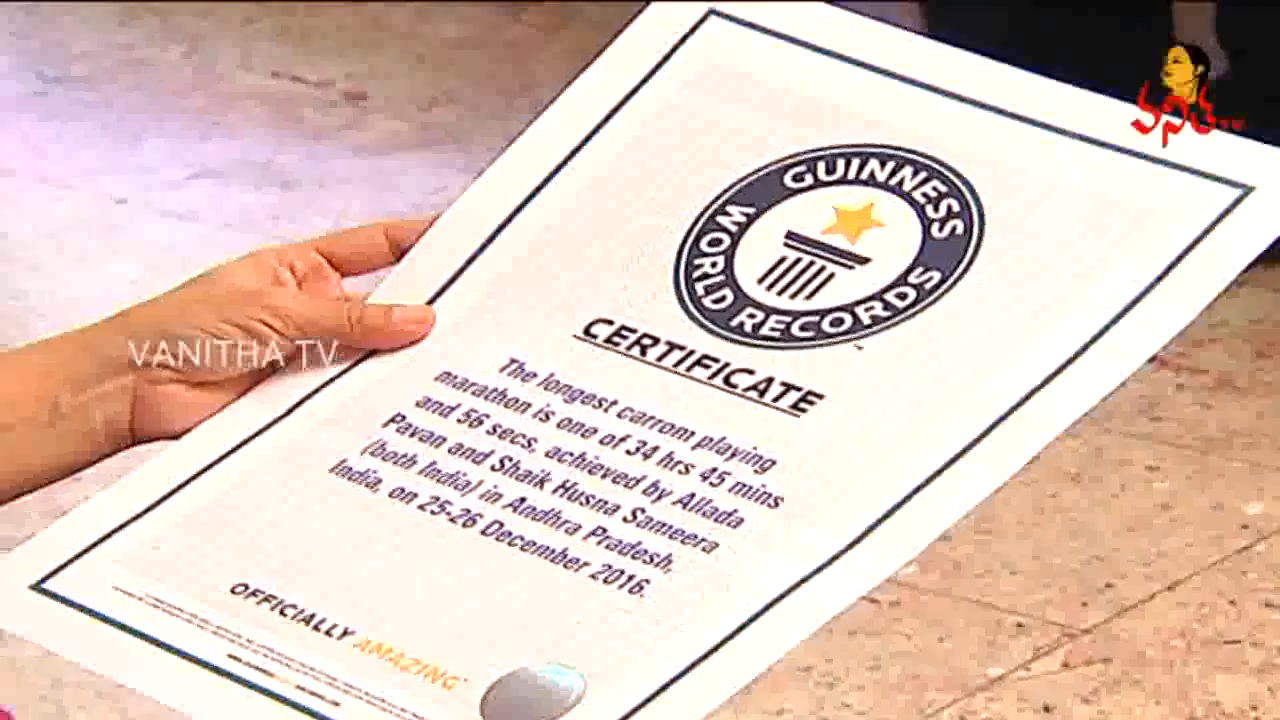 వనిత TV
GUINNESS
WORLD RECORDS
CERTIFICATE
VANITHA TV
The longest carrom playing
marathon is one of 34 hrs 45 mins
and 56 secs, achieved by Allada
Pavan and Shaik Husna Sameera
(both India) in Andhra Pradesh,
India, on 25-26 December 2016.
OFFICIALLY AMAZING